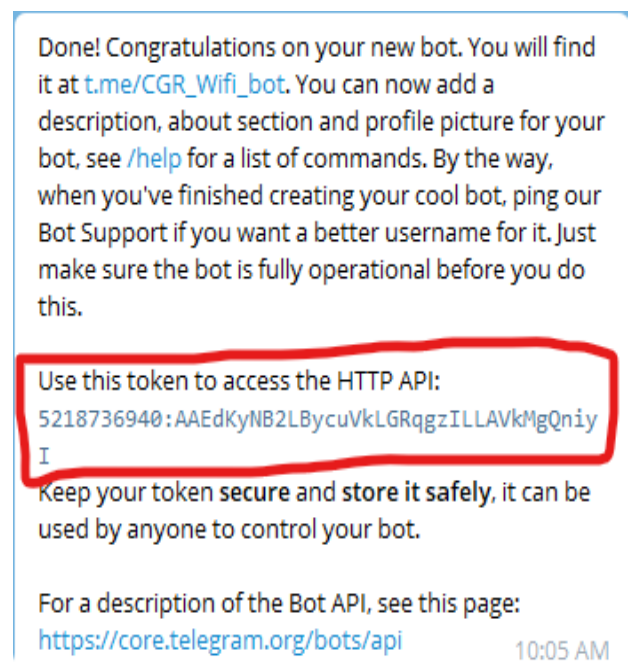 Done! Congratulations on your new bot. You will find
it at t.me/CGR_Wifi_bot. You can now add a
description, about section and profile picture for your
bot, see /help for a list of commands. By the way,
when you've finished creating your cool bot, ping our
Bot Support if you want a better username for it. Just
make sure the bot is fully operational before you do
this.
Use this token to access the HTTP API:
5218736940:AAEdKyNB2LBycuVkLGRqgzILLAVkMgQniy
I
Keep your token secure and store it safely, it can be
used by anyone to control your bot.
For a description of the Bot API, see this page:
https://core.telegram.org/bots/api
10:05 AM